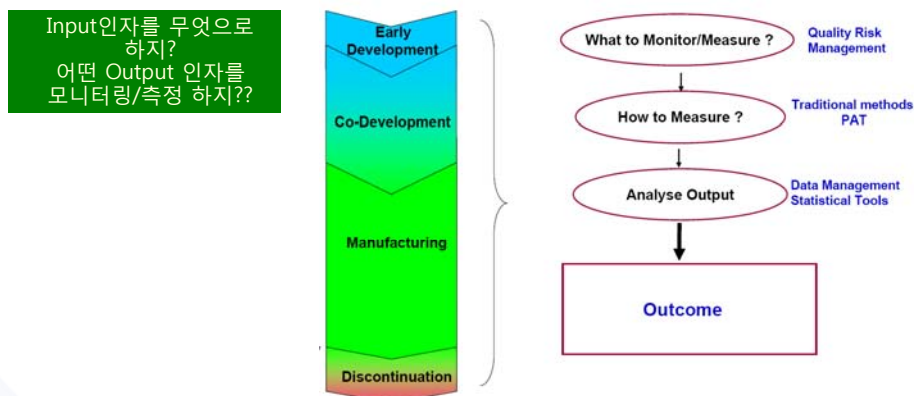 Input인자를 무엇으로
하지?
어떤 Output 인자를
모니터링/측정 하지??
Early
Development
Co-Development
Manufacturing
Discontinuation
What to Monitor/Measure ?
Quality Risk
Management
How to Measure ?
Traditional methods
PAT
Analyse Output
Data Management
Statistical Tools
Outcome